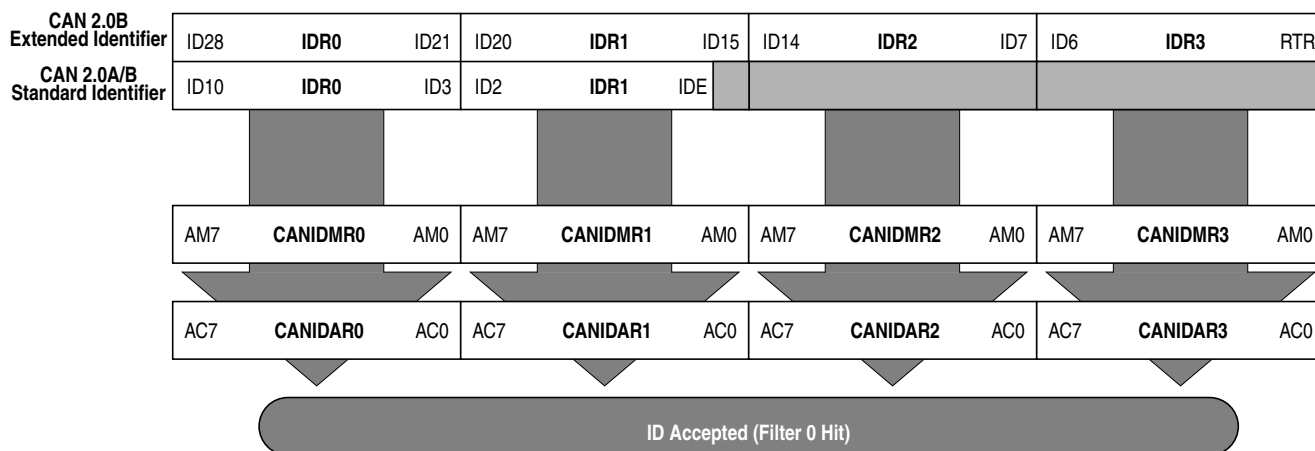 CAN 2.0B
Extended Identifier
ID28 IDR0 ID21 ID20 IDR1 ID15 ID14 IDR2 ID7 ID6 IDR3 RTR
CAN 2.0A/B
Standard Identifier
ID10 IDR0 ID3 ID2 IDR1 IDE
AM7 CANIDMR0 AM0 AM7 CANIDMR1 AM0 AM7 CANIDMR2 AM0 AM7 CANIDMR3 AM0
AC7 CANIDAR0 AC0 AC7 CANIDAR1 AC0 AC7 CANIDAR2 AC0 AC7 CANIDAR3 AC0
ID Accepted (Filter 0 Hit)